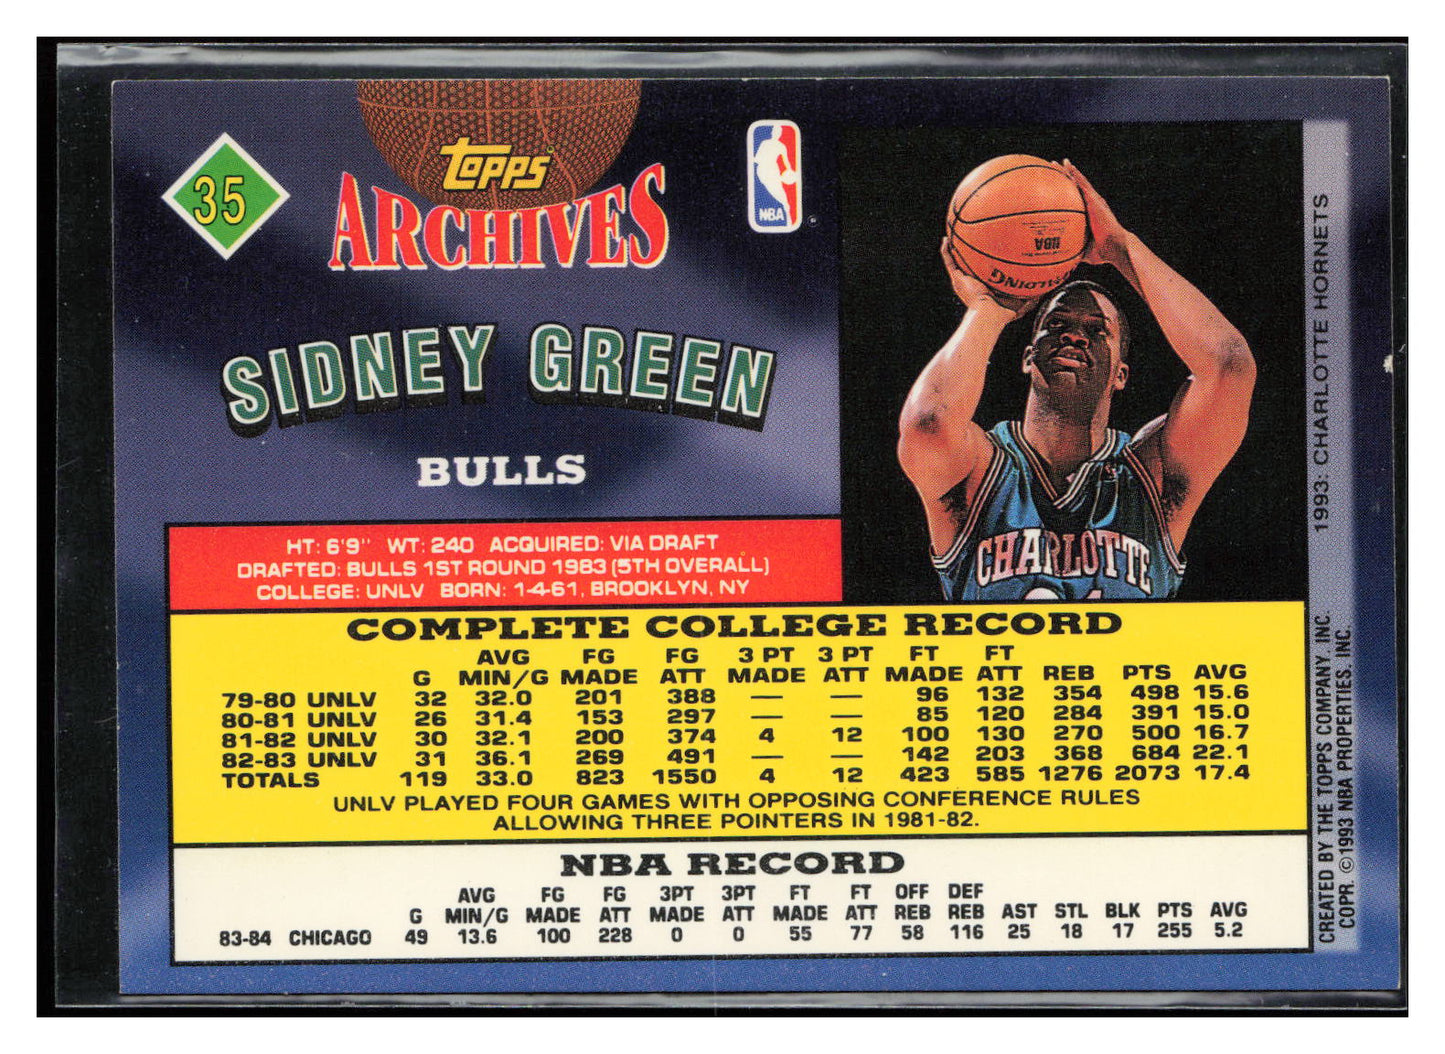 35
TOPPS
ARCHIVES
NBA
SIDNEY GREEN
BULLS
NBA
SPALDING
CHARLOTTE
1993: CHARLOTTE HORNETS
HT: 6'9" WT: 240 ACQUIRED: VIA DRAFT
DRAFTED: BULLS 1ST ROUND 1983 (5TH OVERALL)
COLLEGE: UNLV BORN: 1-4-61, BROOKLYN, NY
COMPLETE COLLEGE RECORD
AVG FG FG 3 PT 3 PT FT FT
G MIN/G MADE ATT MADE ATT MADE ATT REB PTS AVG
79-80 UNLV 32 32.0 201 388 — — 96 132 354 498 15.6
80-81 UNLV 26 31.4 153 297 — — 85 120 284 391 15.0
81-82 UNLV 30 32.1 200 374 4 12 100 130 270 500 16.7
82-83 UNLV 31 36.1 269 491 — — 142 203 368 684 22.1
TOTALS 119 33.0 823 1550 4 12 423 585 1276 2073 17.4
UNLV PLAYED FOUR GAMES WITH OPPOSING CONFERENCE RULES
ALLOWING THREE POINTERS IN 1981-82.
NBA RECORD
AVG FG FG 3PT 3PT FT FT OFF DEF
G MIN/G MADE ATT MADE ATT MADE ATT REB REB AST STL BLK PTS AVG
83-84 CHICAGO 49 13.6 100 228 0 0 55 77 58 116 25 18 17 255 5.2
CREATED BY THE TOPPS COMPANY, INC.
COPR. ©1993 NBA PROPERTIES, INC.